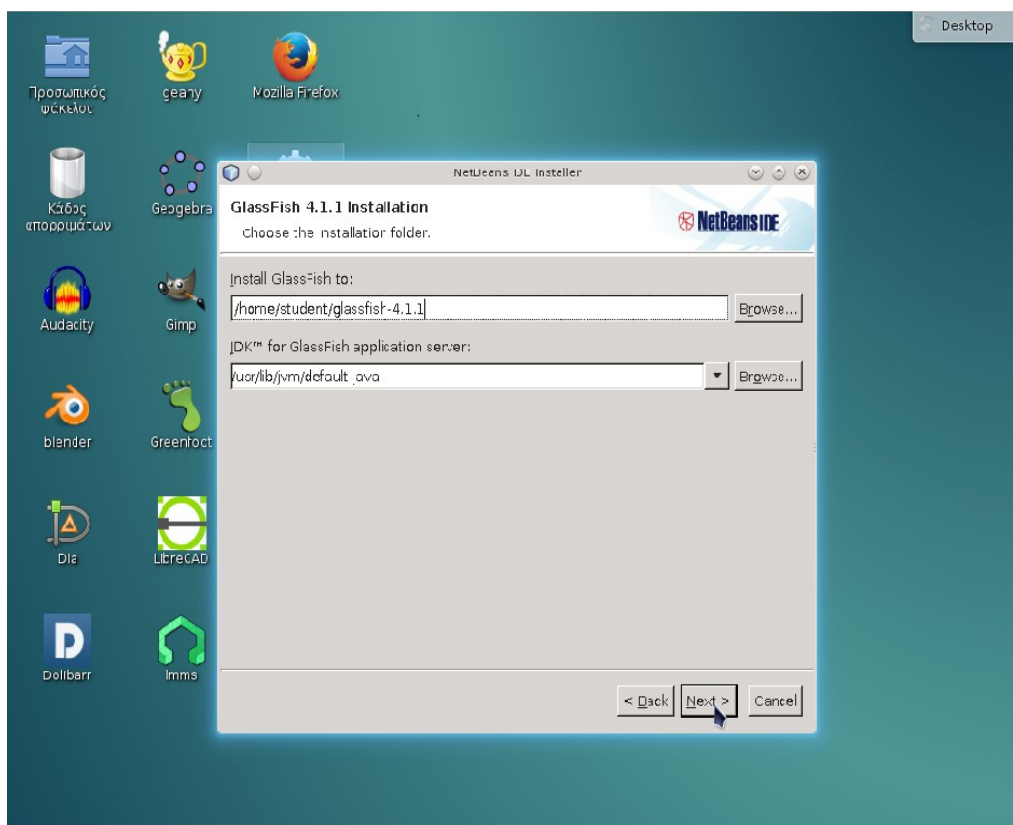 Desktop
Προσωπικός
φάκελος
geany
Mozilla Firefox
Κάδος
απορριμάτων
Geogebra
NetBeans IDE Installer
GlassFish 4.1.1 Installation
Choose the installation folder.
NetBeans IDE
Install GlassFish to:
/home/student/glassfish-4.1.1
Browse...
JDK™ for GlassFish application server:
/usr/lib/jvm/default-java
Browse...
Audacity
Gimp
blender
Greenfoot
Dia
LibreCAD
Dolibarr
lmms
< Back
Next >
Cancel